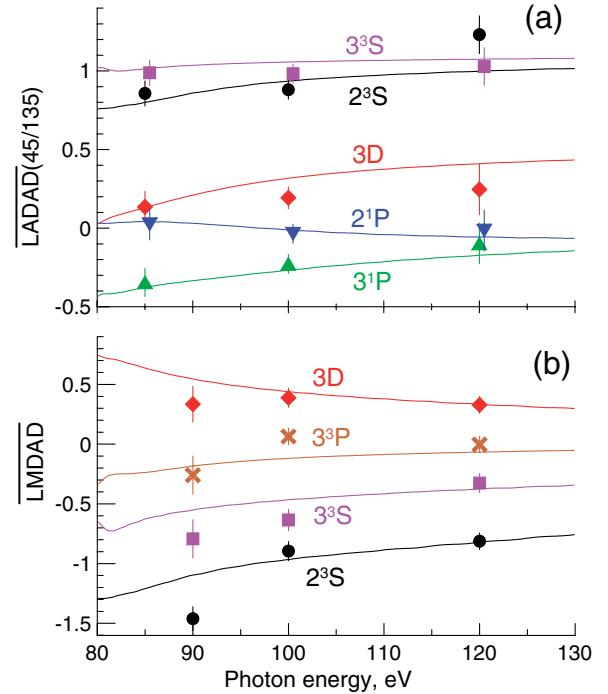 (a)
3³S
1
2³S
LADAD(45/135)
0.5
3D
2¹P
0
3¹P
-0.5
(b)
0.5
3D
3³P
0
LMDAD
-0.5
3³S
-1
2³S
-1.5
80 90 100 110 120 130
Photon energy, eV